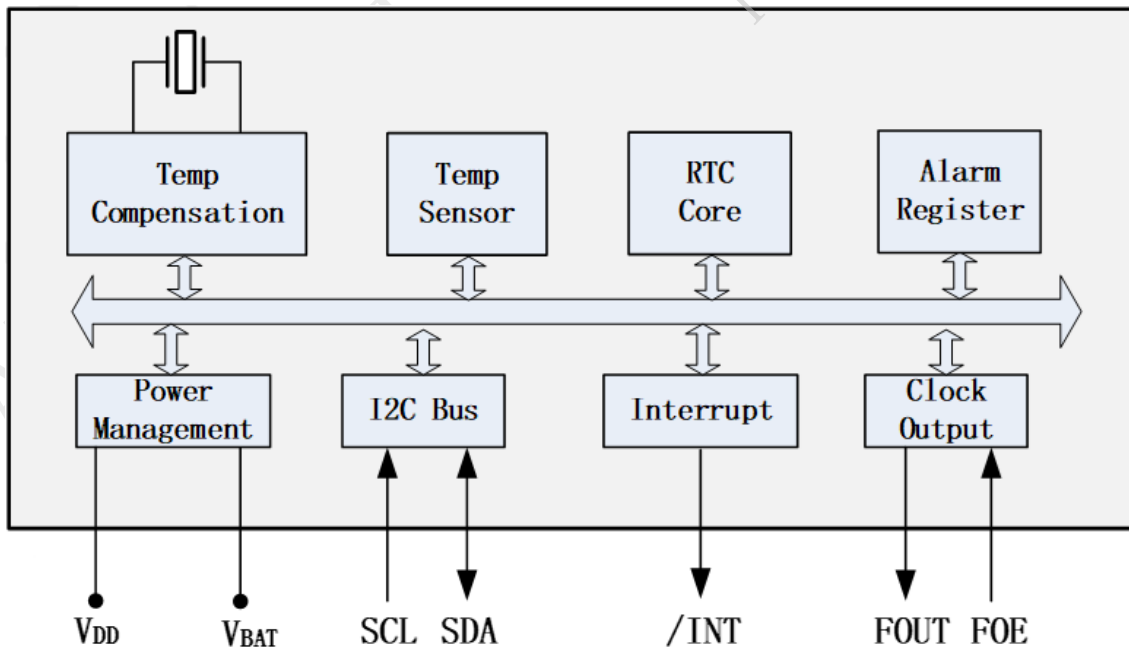 Temp
Compensation
Temp
Sensor
RTC
Core
Alarm
Register
Power
Management
I2C Bus
Interrupt
Clock
Output
VDD
VBAT
SCL SDA
/INT
FOUT FOE